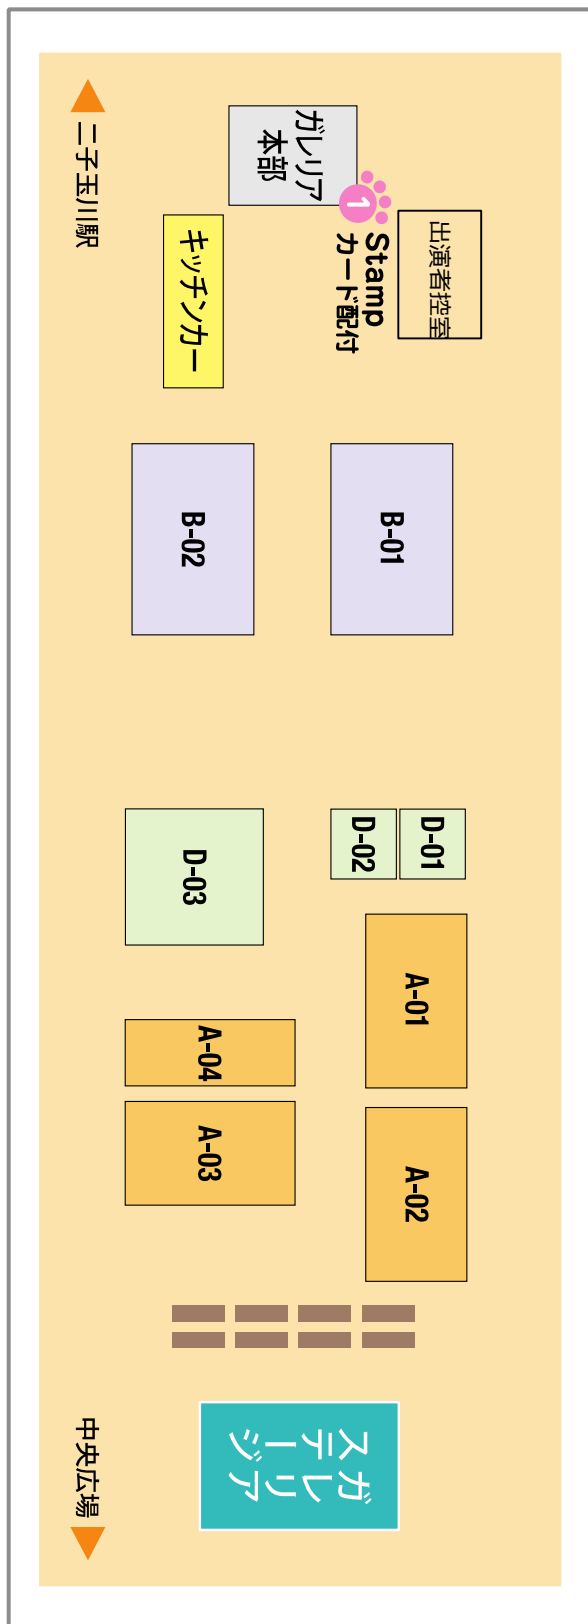 二子玉川駅
ガレリア
本部
1
Stamp
カード配付
出演者控室
キッチンカー
B-02
B-01
D-03
D-02
D-01
A-01
A-04
A-03
A-02
ガレリア
ステージ
中央広場